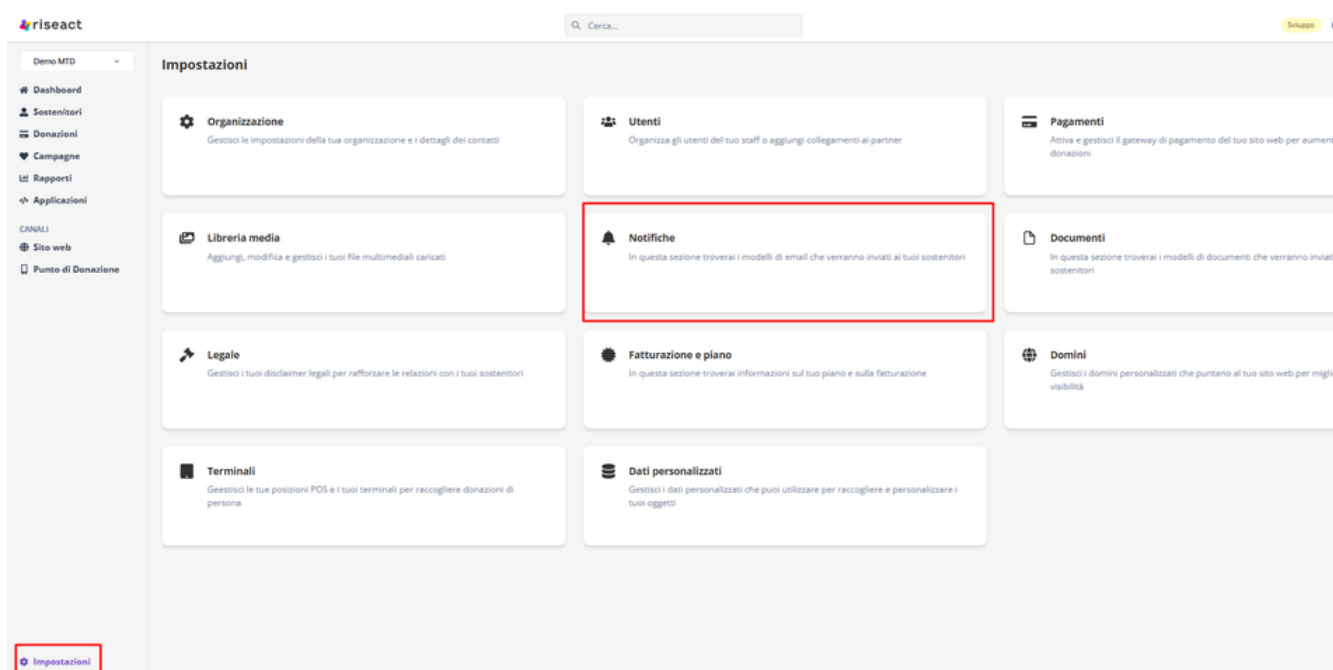 riseact
Cerca...
Sviluppo
Demo MTD
Dashboard
Sostenitori
Donazioni
Campagne
Rapporti
Applicazioni
CANALI
Sito web
Punto di Donazione
Impostazioni
Impostazioni
Organizzazione
Gestisci le impostazioni della tua organizzazione e i dettagli dei contatti
Utenti
Organizza gli utenti del tuo staff o aggiungi collegamenti ai partner
Pagamenti
Attiva e gestisci il gateway di pagamento del tuo sito web per aument
donazioni
Libreria media
Aggiungi, modifica e gestisci i tuoi file multimediali caricati
Notifiche
In questa sezione troverai i modelli di email che verranno inviati ai tuoi sostenitori
Documenti
In questa sezione troverai i modelli di documenti che verranno inviati
sostenitori
Legale
Gestisci i tuoi disclaimer legali per rafforzare le relazioni con i tuoi sostenitori
Fatturazione e piano
In questa sezione troverai informazioni sul tuo piano e sulla fatturazione
Domini
Gestisci i domini personalizzati che puntano al tuo sito web per miglio
visibilità
Terminali
Geestisci le tue posizioni POS e i tuoi terminali per raccogliere donazioni di
persona
Dati personalizzati
Gestisci i dati personalizzati che puoi utilizzare per raccogliere e personalizzare i
tuoi oggetti